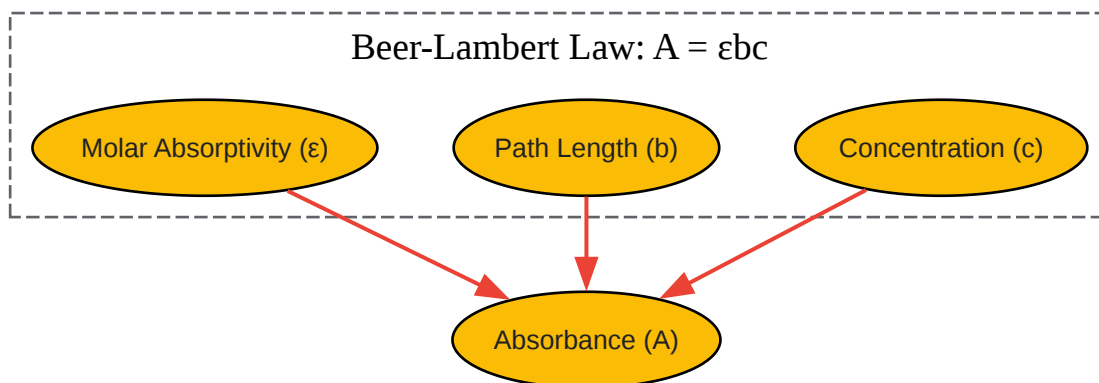 Beer-Lambert Law: A = εbc
Molar Absorptivity (ε)
Path Length (b)
Concentration (c)
Absorbance (A)